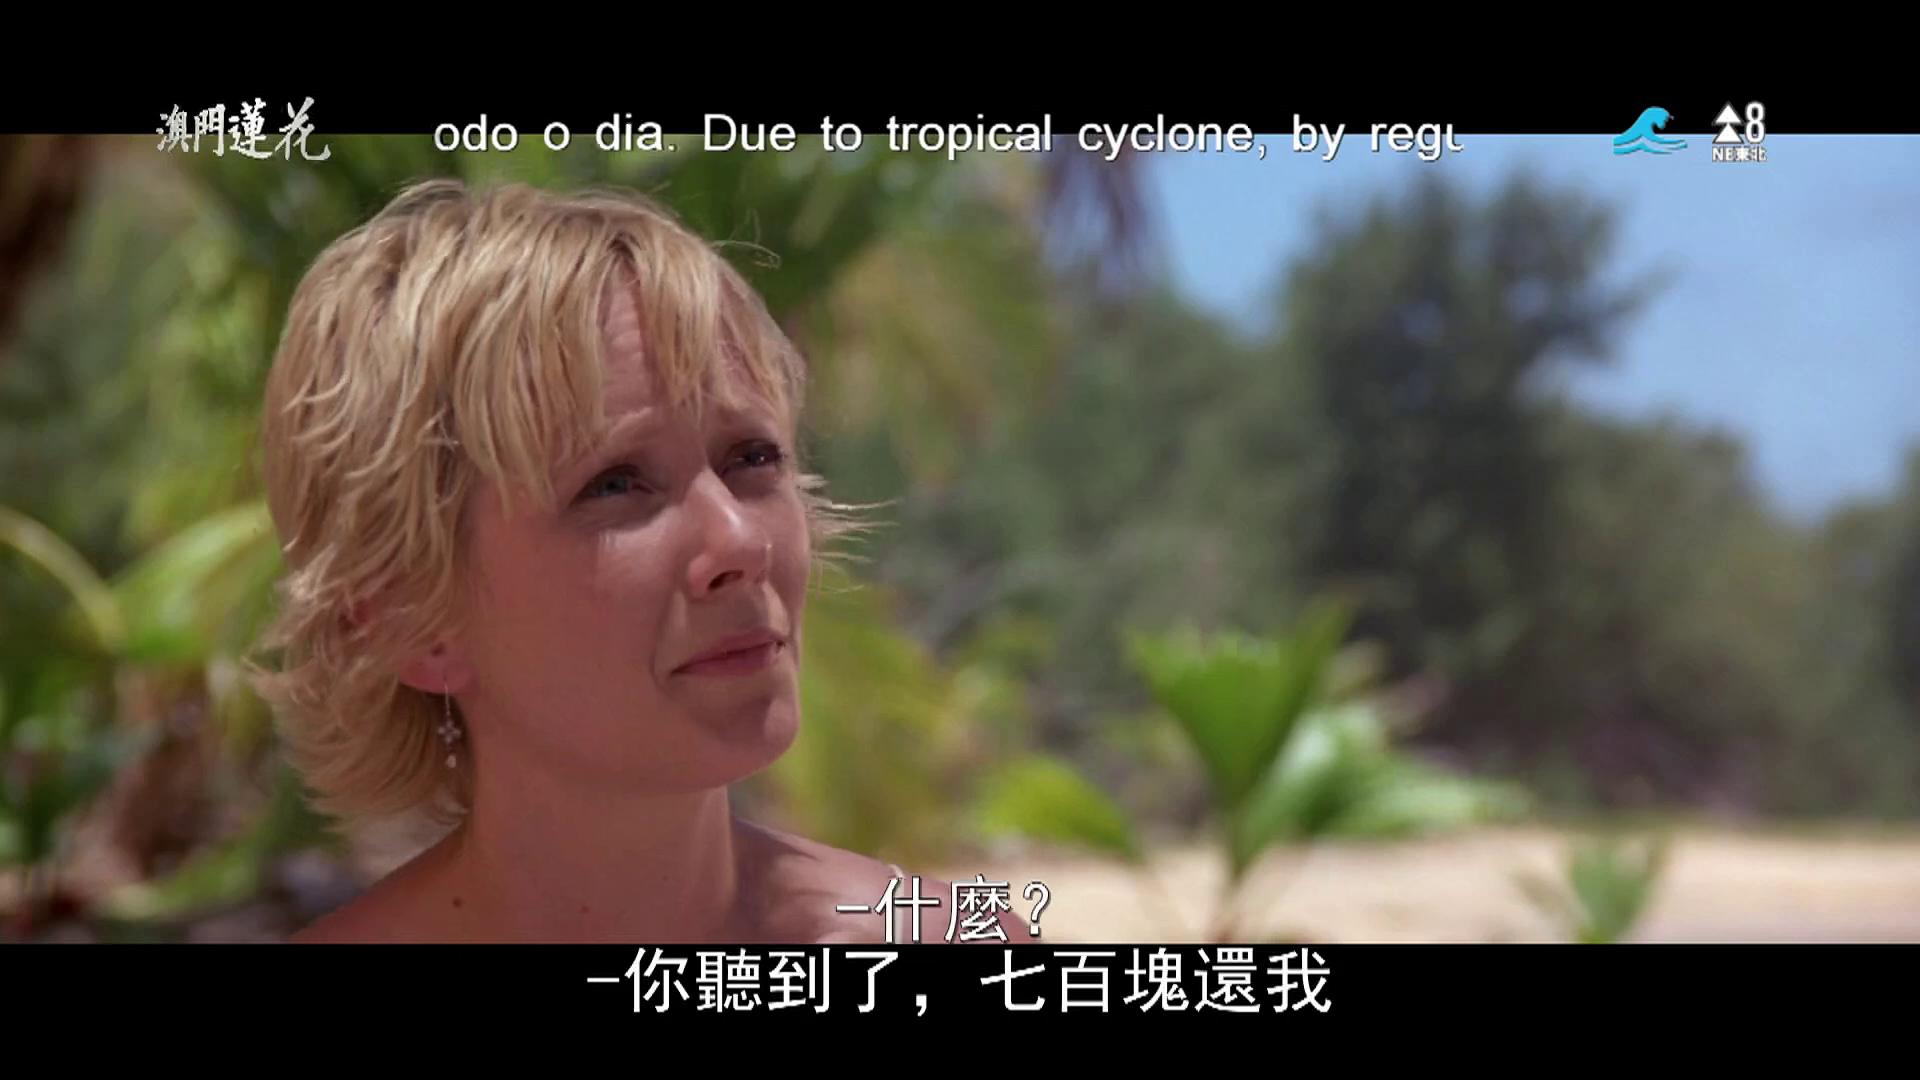 澳門蓮花
odo o dia. Due to tropical cyclone, by regu
8
NE東北
-什麼?
-你聽到了，七百塊還我